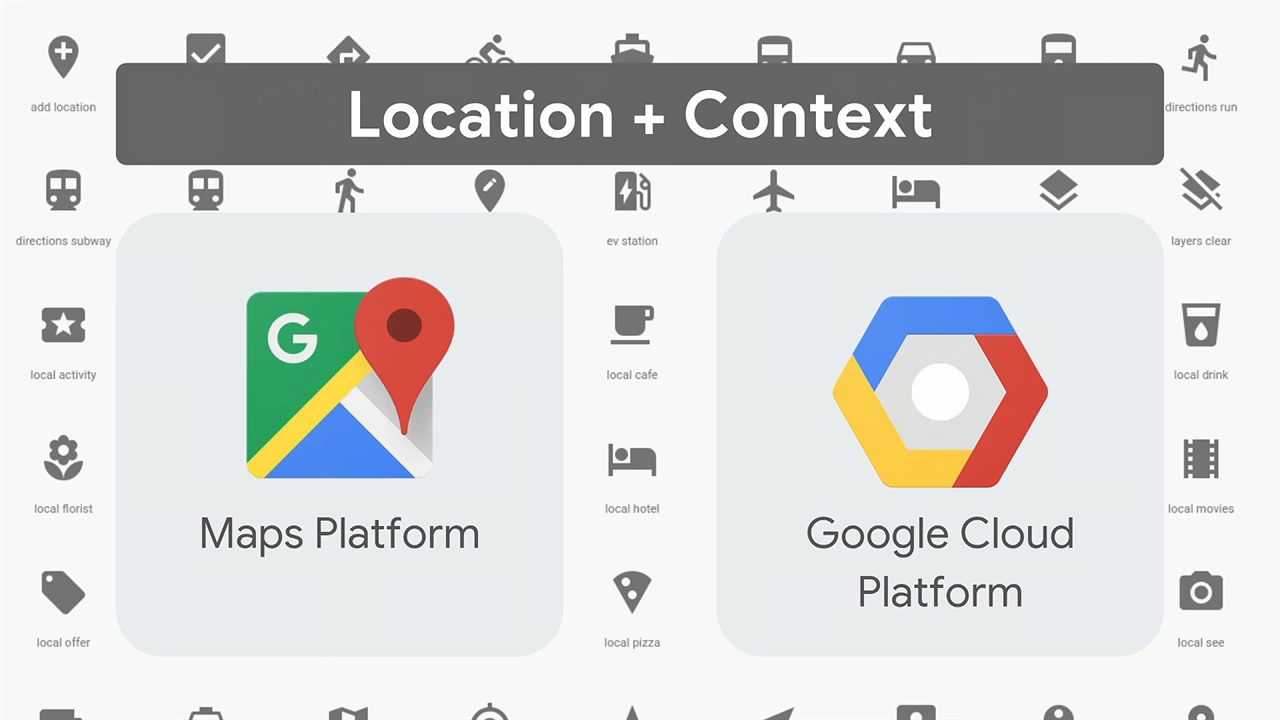 Location + Context
add location
directions run
directions subway
ev station
layers clear
G
Maps Platform
Google Cloud
Platform
local activity
local cafe
local drink
local florist
local hotel
local movies
local offer
local pizza
local see